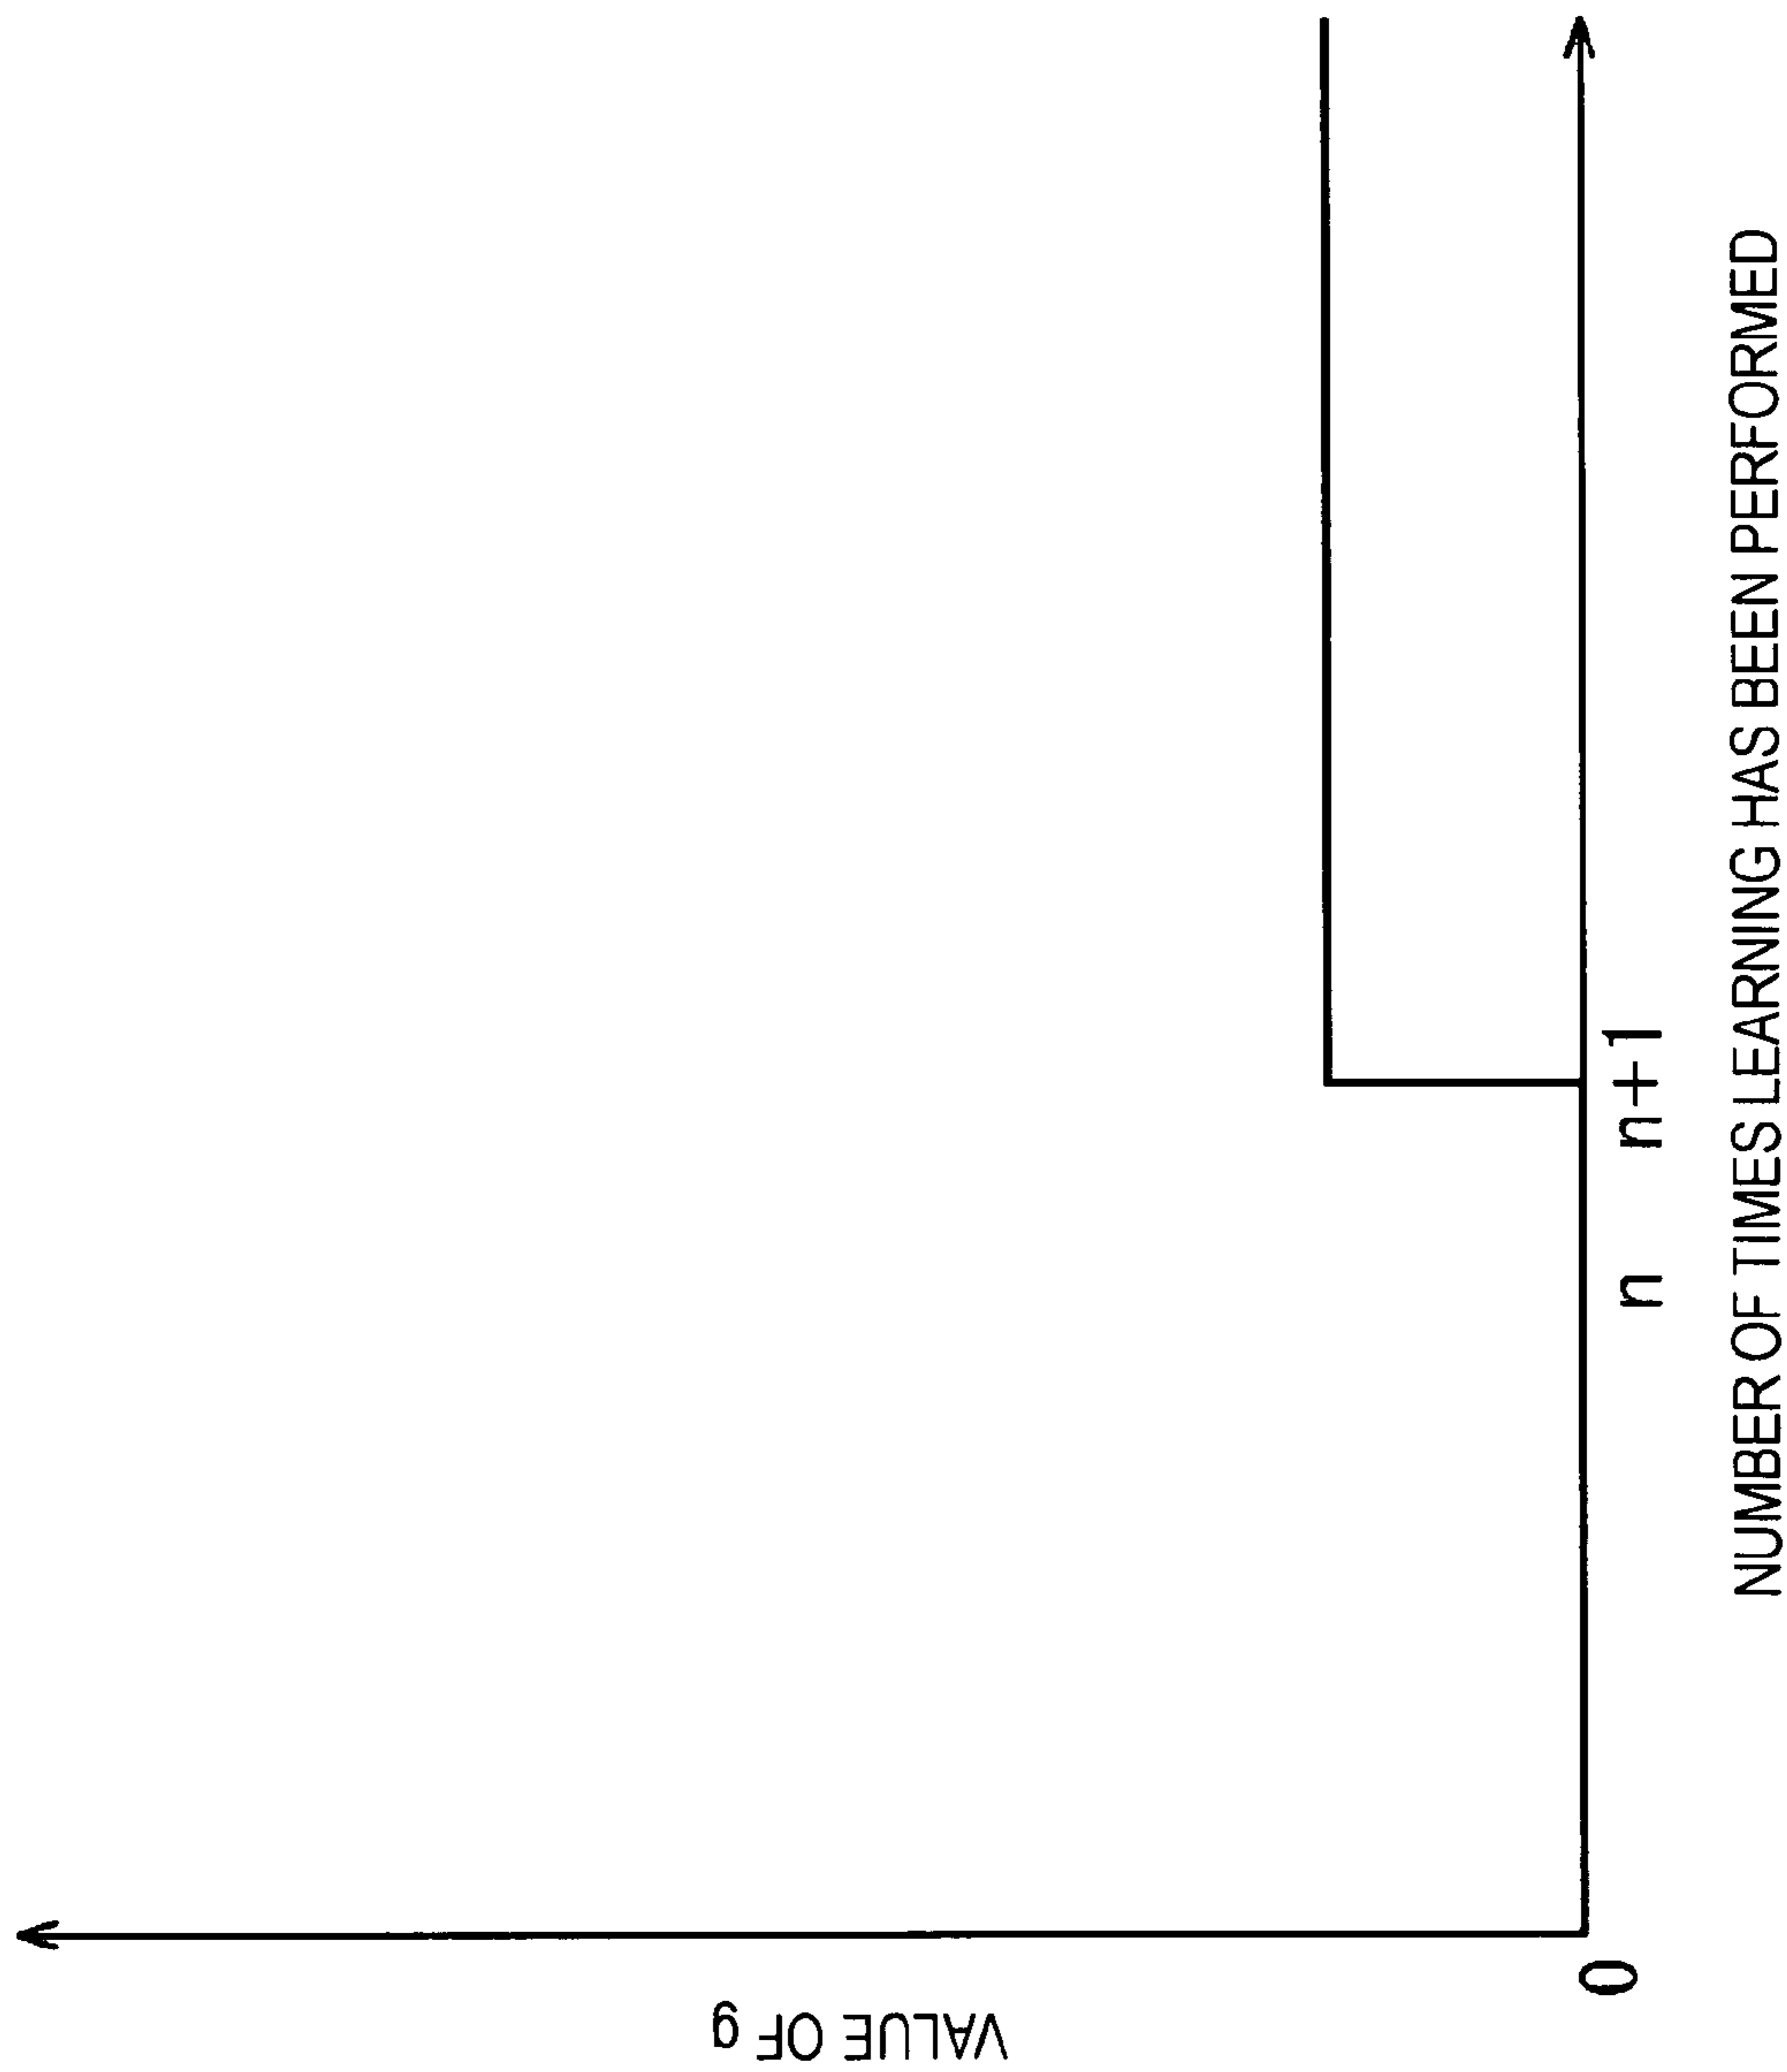 VALUE OF g
0
n n+1
NUMBER OF TIMES LEARNING HAS BEEN PERFORMED